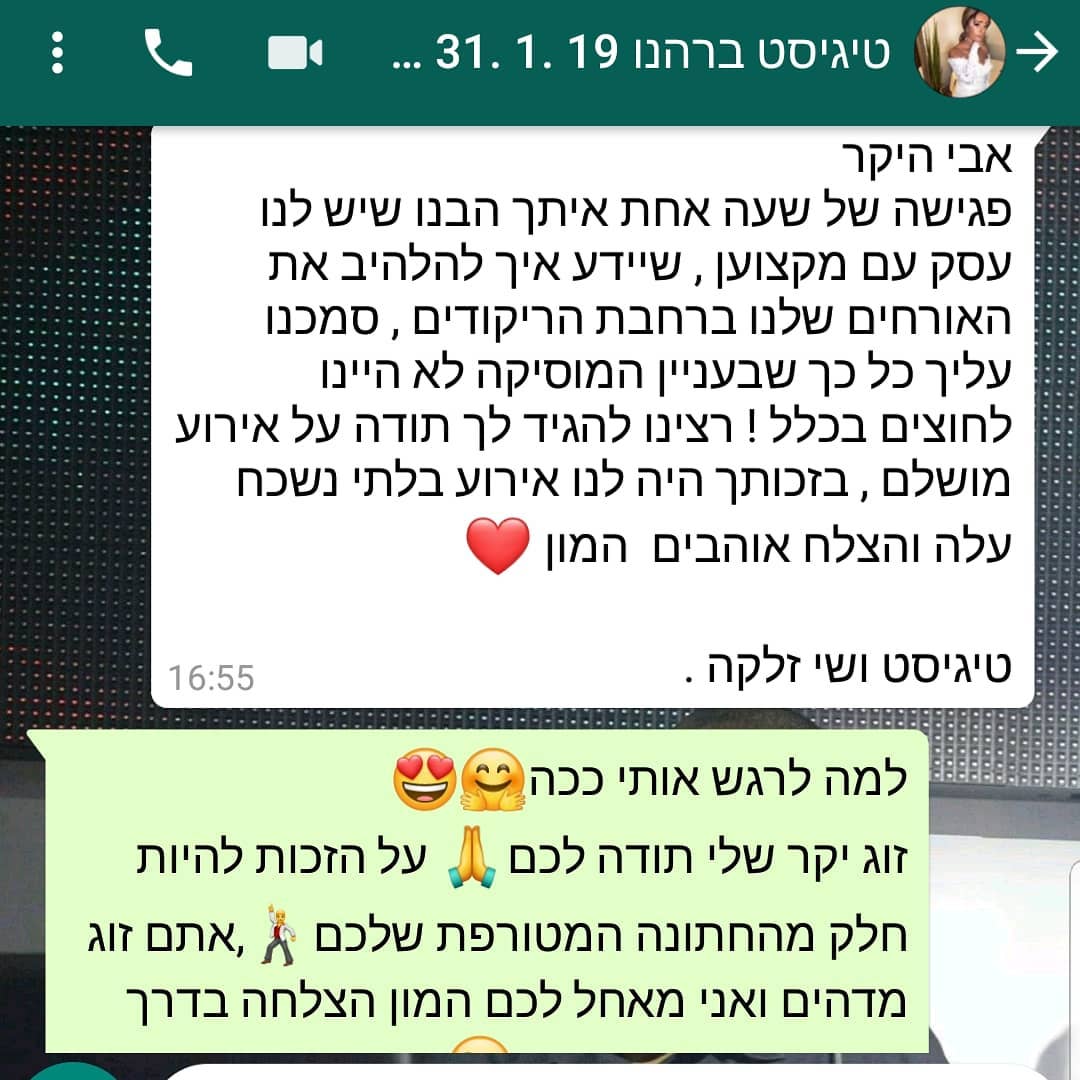 טיגיסט ברהנו 31. 1. 19 ...
אבי היקר
פגישה של שעה אחת איתך הבנו שיש לנו
עסק עם מקצוען , שיידע איך להלהיב את
האורחים שלנו ברחבת הריקודים , סמכנו
עליך כל כך שבעניין המוסיקה לא היינו
לחוצים בכלל ! רצינו להגיד לך תודה על אירוע
מושלם , בזכותך היה לנו אירוע בלתי נשכח
עלה והצלח אוהבים המון ❤️
טיגיסט ושי זלקה .
16:55
למה לרגש אותי ככה🤗😍
זוג יקר שלי תודה לכם🙏 על הזכות להיות
חלק מהחתונה המטורפת שלכם 🕺,אתם זוג
מדהים ואני מאחל לכם המון הצלחה בדרך